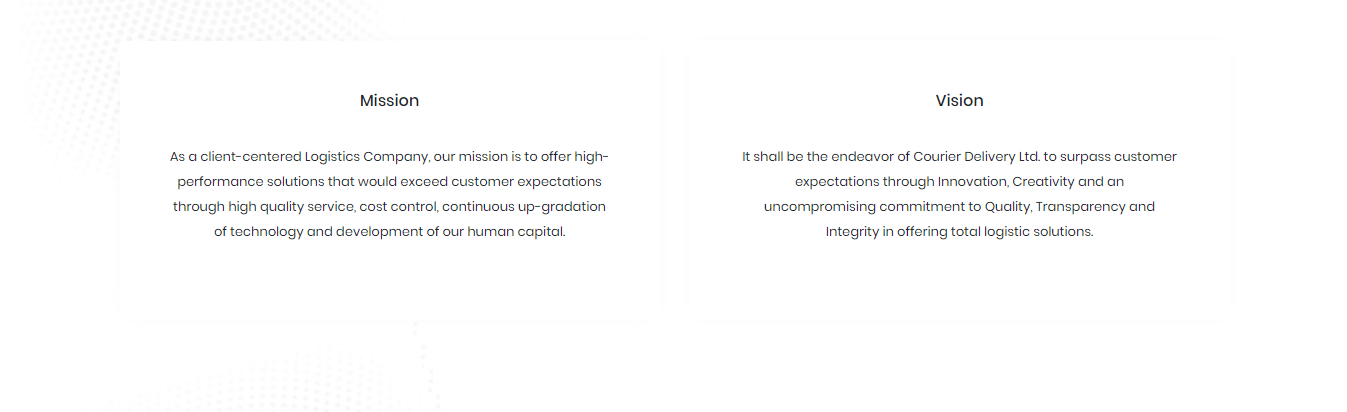 Mission
As a client-centered Logistics Company, our mission is to offer high-
performance solutions that would exceed customer expectations
through high quality service, cost control, continuous up-gradation
of technology and development of our human capital.
Vision
It shall be the endeavor of Courier Delivery Ltd. to surpass customer
expectations through Innovation, Creativity and an
uncompromising commitment to Quality, Transparency and
Integrity in offering total logistic solutions.